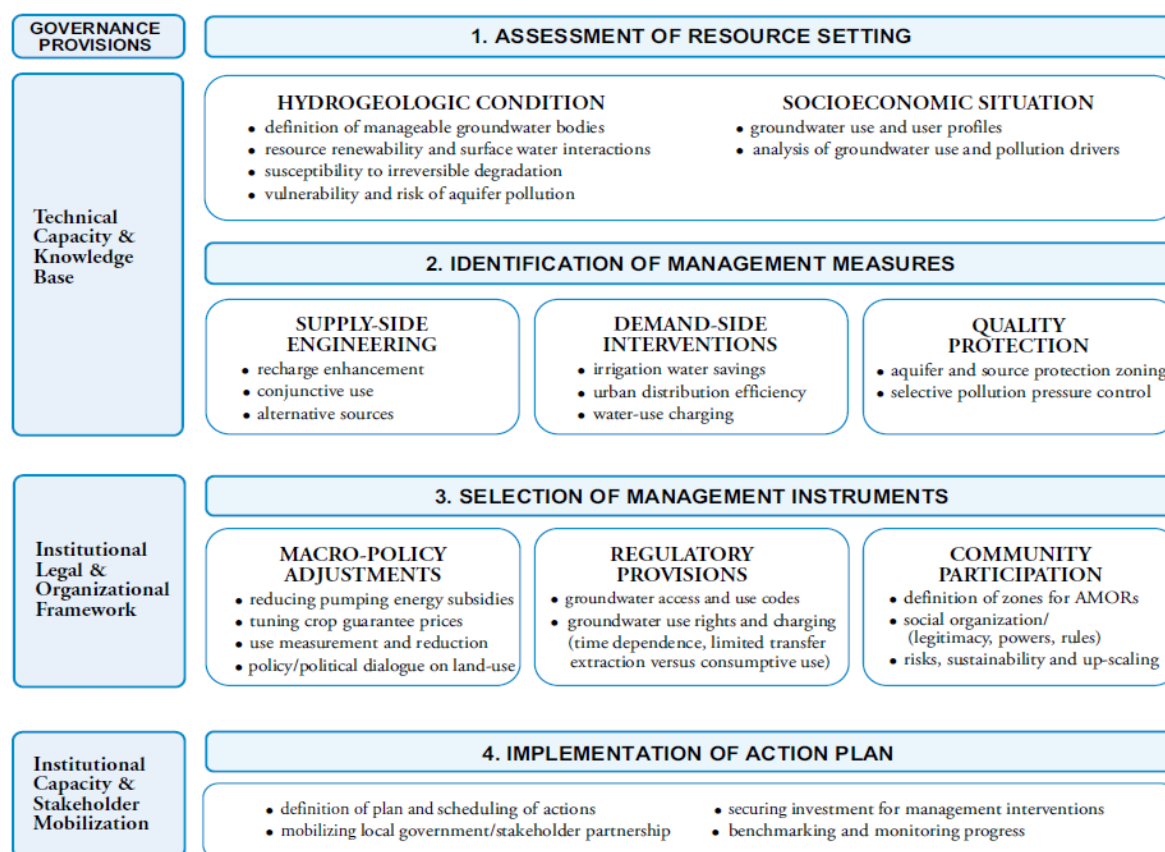 GOVERNANCE
PROVISIONS
1. ASSESSMENT OF RESOURCE SETTING
Technical
Capacity &
Knowledge
Base
HYDROGEOLOGIC CONDITION
• definition of manageable groundwater bodies
• resource renewability and surface water interactions
• susceptibility to irreversible degradation
• vulnerability and risk of aquifer pollution
SOCIOECONOMIC SITUATION
• groundwater use and user profiles
• analysis of groundwater use and pollution drivers
2. IDENTIFICATION OF MANAGEMENT MEASURES
SUPPLY-SIDE
ENGINEERING
• recharge enhancement
• conjunctive use
• alternative sources
DEMAND-SIDE
INTERVENTIONS
• irrigation water savings
• urban distribution efficiency
• water-use charging
QUALITY
PROTECTION
• aquifer and source protection zoning
• selective pollution pressure control
Institutional
Legal &
Organizational
Framework
3. SELECTION OF MANAGEMENT INSTRUMENTS
MACRO-POLICY
ADJUSTMENTS
• reducing pumping energy subsidies
• tuning crop guarantee prices
• use measurement and reduction
• policy/political dialogue on land-use
REGULATORY
PROVISIONS
• groundwater access and use codes
• groundwater use rights and charging
(time dependence, limited transfer
extraction versus consumptive use)
COMMUNITY
PARTICIPATION
• definition of zones for AMORs
• social organization/
(legitimacy, powers, rules)
• risks, sustainability and up-scaling
Institutional
Capacity &
Stakeholder
Mobilization
4. IMPLEMENTATION OF ACTION PLAN
• definition of plan and scheduling of actions
• mobilizing local government/stakeholder partnership
• securing investment for management interventions
• benchmarking and monitoring progress